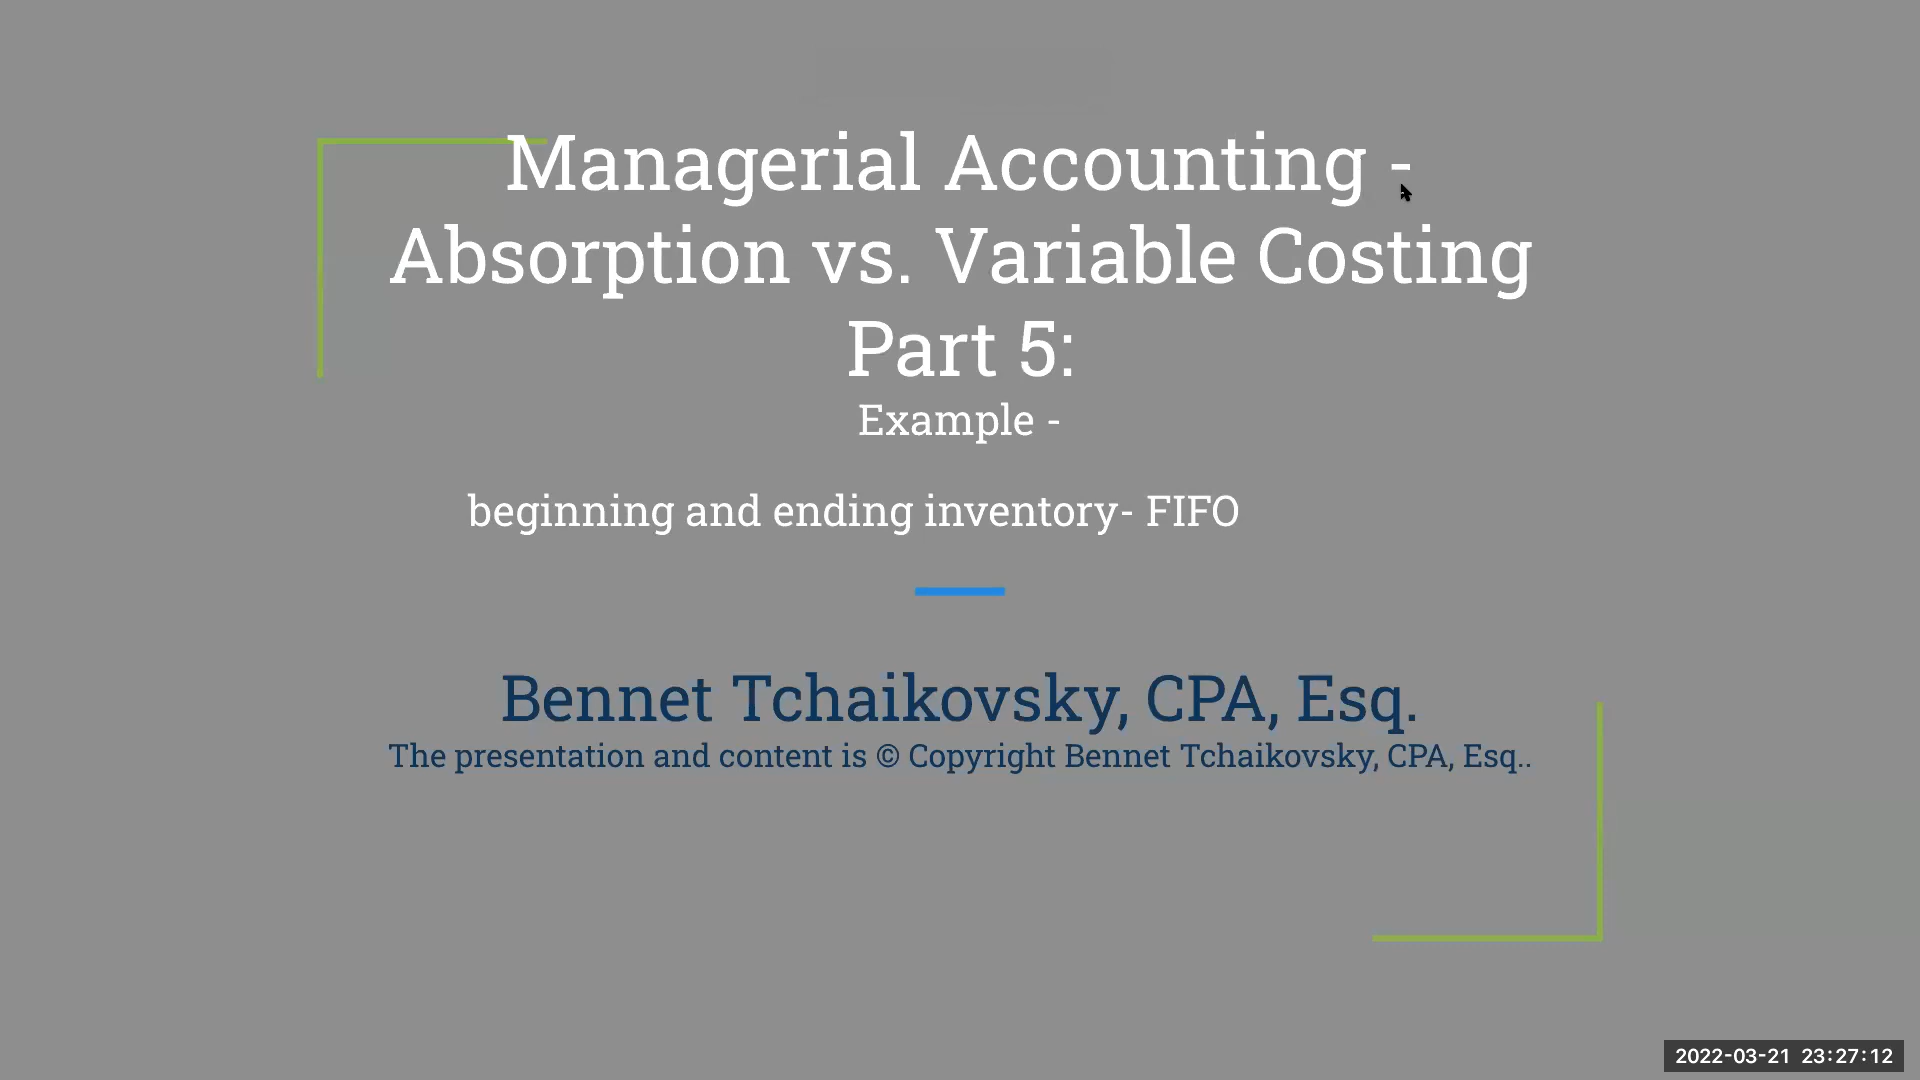 Managerial Accounting -
Absorption vs. Variable Costing
Part 5:
Example -
beginning and ending inventory- FIFO
Bennet Tchaikovsky, CPA, Esq.
The presentation and content is © Copyright Bennet Tchaikovsky, CPA, Esq..
2022-03-21 23:27:12